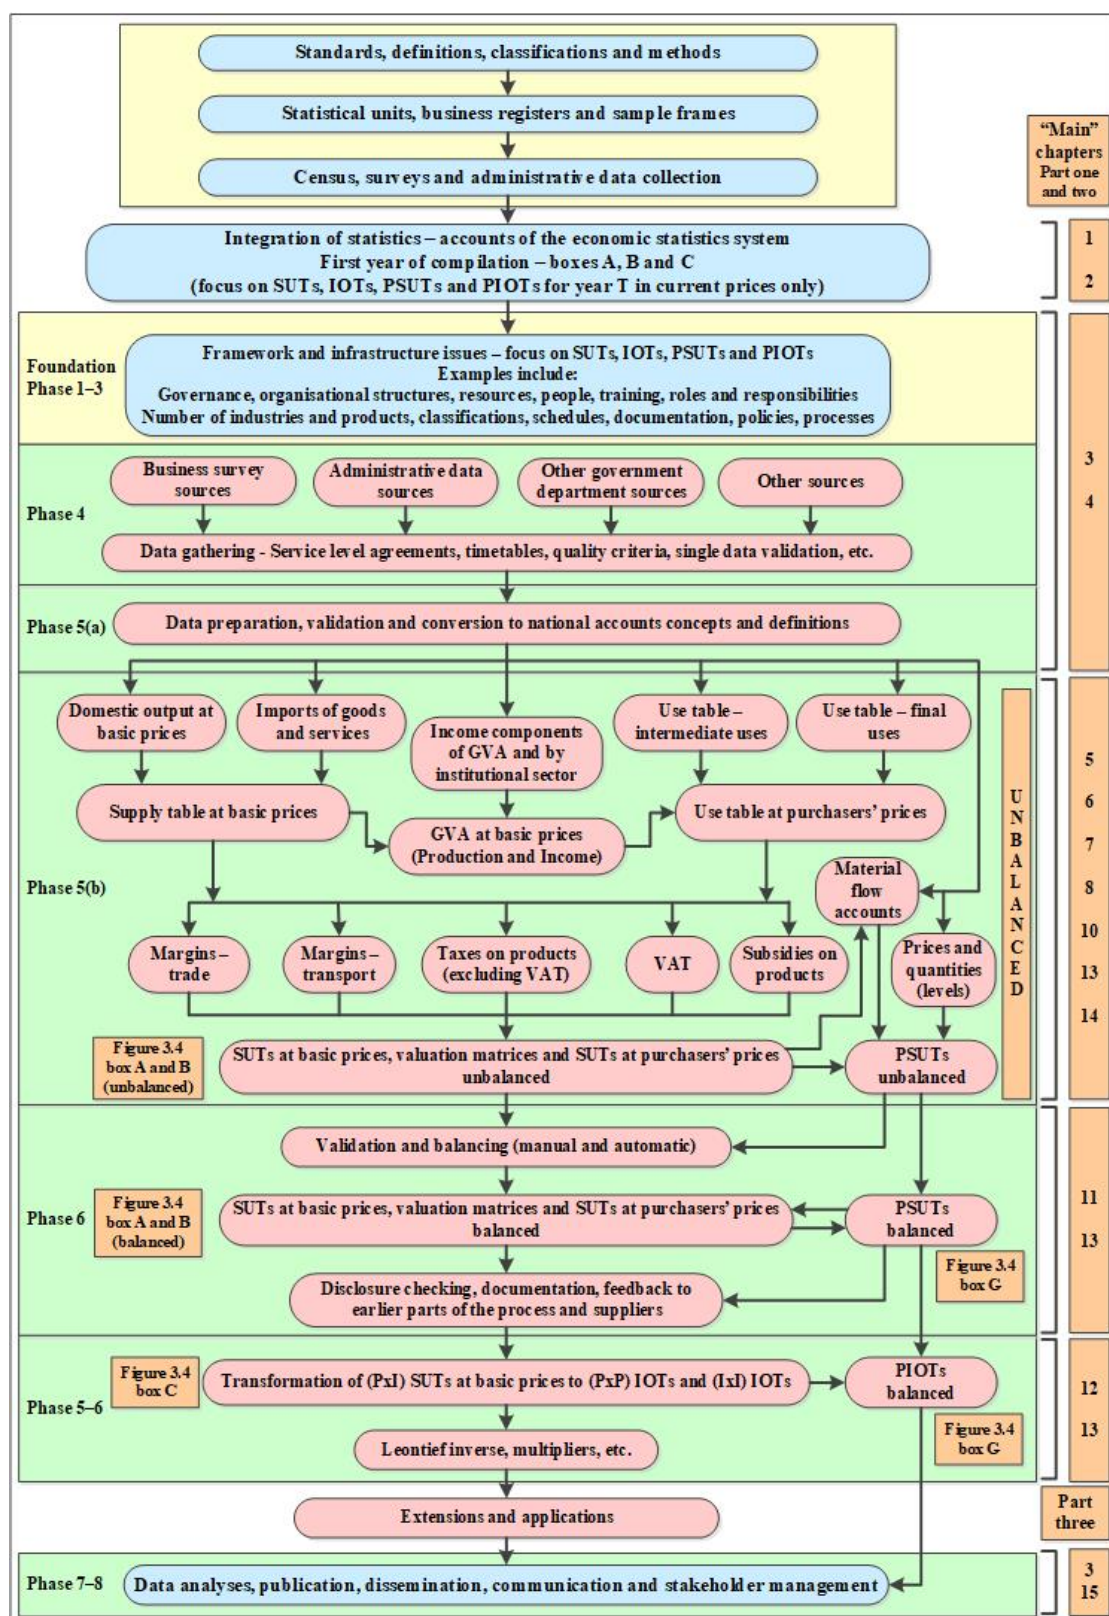 Standards, definitions, classifications and methods
Statistical units, business registers and sample frames
Census, surveys and administrative data collection
“Main”
chapters
Part one
and two
Integration of statistics – accounts of the economic statistics system
First year of compilation – boxes A, B and C
(focus on SUTs, IOTs, PSUTs and PIOTs for year T in current prices only)
1
2
Foundation
Phase 1–3
Framework and infrastructure issues – focus on SUTs, IOTs, PSUTs and PIOTs
Examples include:
Governance, organisational structures, resources, people, training, roles and responsibilities
Number of industries and products, classifications, schedules, documentation, policies, processes
3
4
Phase 4
Business survey
sources
Administrative data
sources
Other government
department sources
Other sources
Data gathering - Service level agreements, timetables, quality criteria, single data validation, etc.
Phase 5(a)
Data preparation, validation and conversion to national accounts concepts and definitions
Phase 5(b)
Domestic output at
basic prices
Imports of goods
and services
Income components
of GVA and by
institutional sector
Use table –
intermediate uses
Use table – final
uses
Supply table at basic prices
GVA at basic prices
(Production and Income)
Use table at purchasers’ prices
Material
flow
accounts
Prices and
quantities
(levels)
Margins –
trade
Margins –
transport
Taxes on products
(excluding VAT)
VAT
Subsidies on
products
UNBALANCED
5
6
7
8
10
13
14
Figure 3.4
box A and B
(unbalanced)
SUTs at basic prices, valuation matrices and SUTs at purchasers’ prices
unbalanced
PSUTs
unbalanced
Phase 6
Validation and balancing (manual and automatic)
Figure 3.4
box A and B
(balanced)
SUTs at basic prices, valuation matrices and SUTs at purchasers’ prices
balanced
PSUTs
balanced
Figure 3.4
box G
Disclosure checking, documentation, feedback to
earlier parts of the process and suppliers
11
13
Phase 5–6
Figure 3.4
box C
Transformation of (PxI) SUTs at basic prices to (PxP) IOTs and (IxI) IOTs
PIOTs
balanced
Figure 3.4
box G
Leontief inverse, multipliers, etc.
12
13
Extensions and applications
Part
three
Phase 7–8
Data analyses, publication, dissemination, communication and stakeholder management
3
15